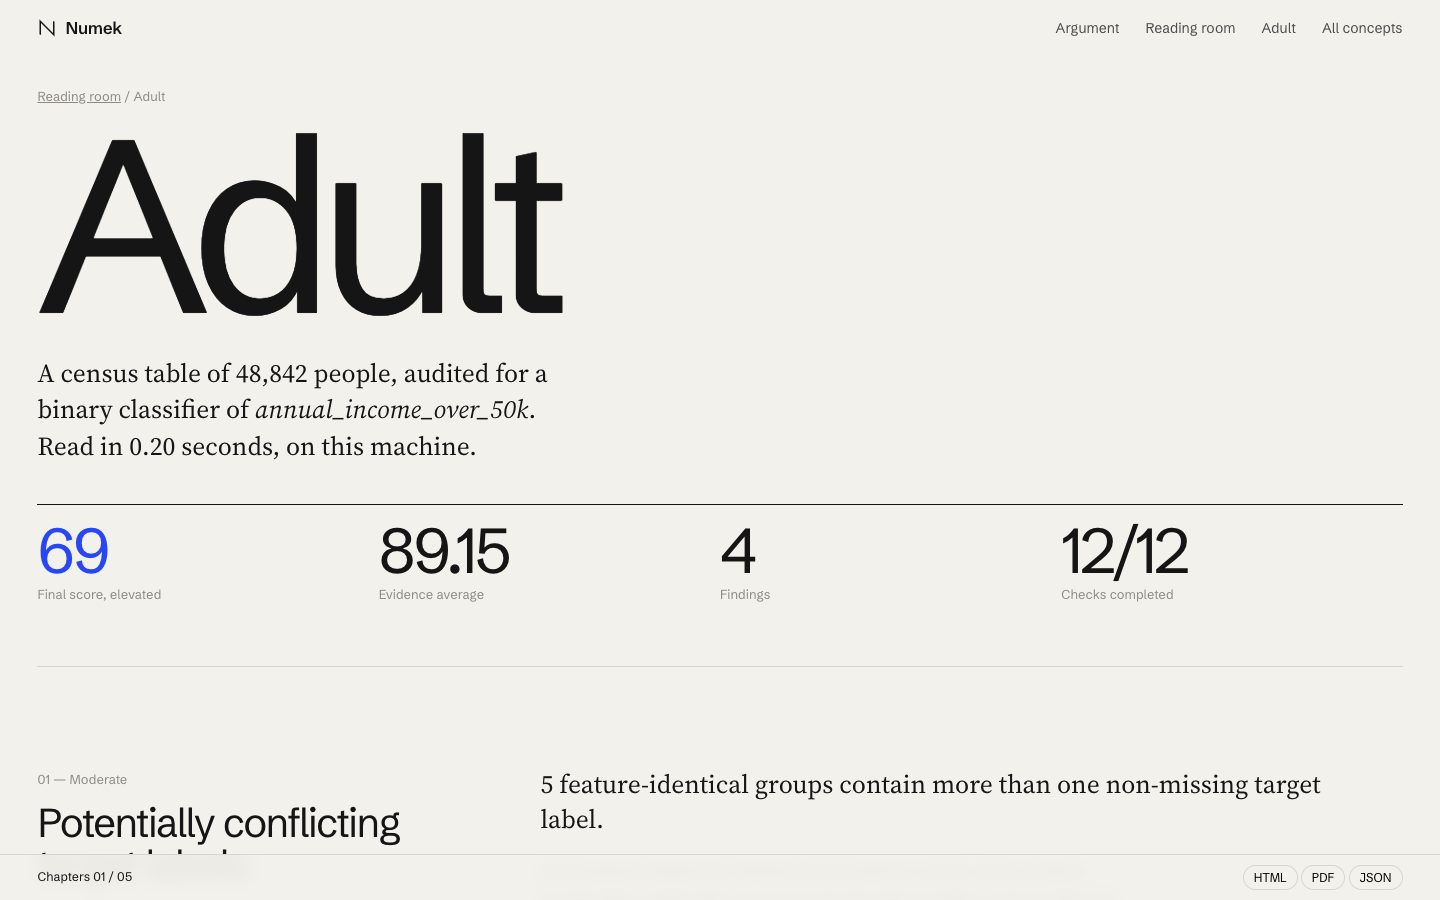 Numek
Argument
Reading room
Adult
All concepts
Reading room / Adult
Adult
A census table of 48,842 people, audited for a
binary classifier of annual_income_over_50k.
Read in 0.20 seconds, on this machine.
69
Final score, elevated
89.15
Evidence average
4
Findings
12/12
Checks completed
01 — Moderate
Potentially conflicting
5 feature-identical groups contain more than one non-missing target
label.
Chapters 01 / 05
HTML
PDF
JSON